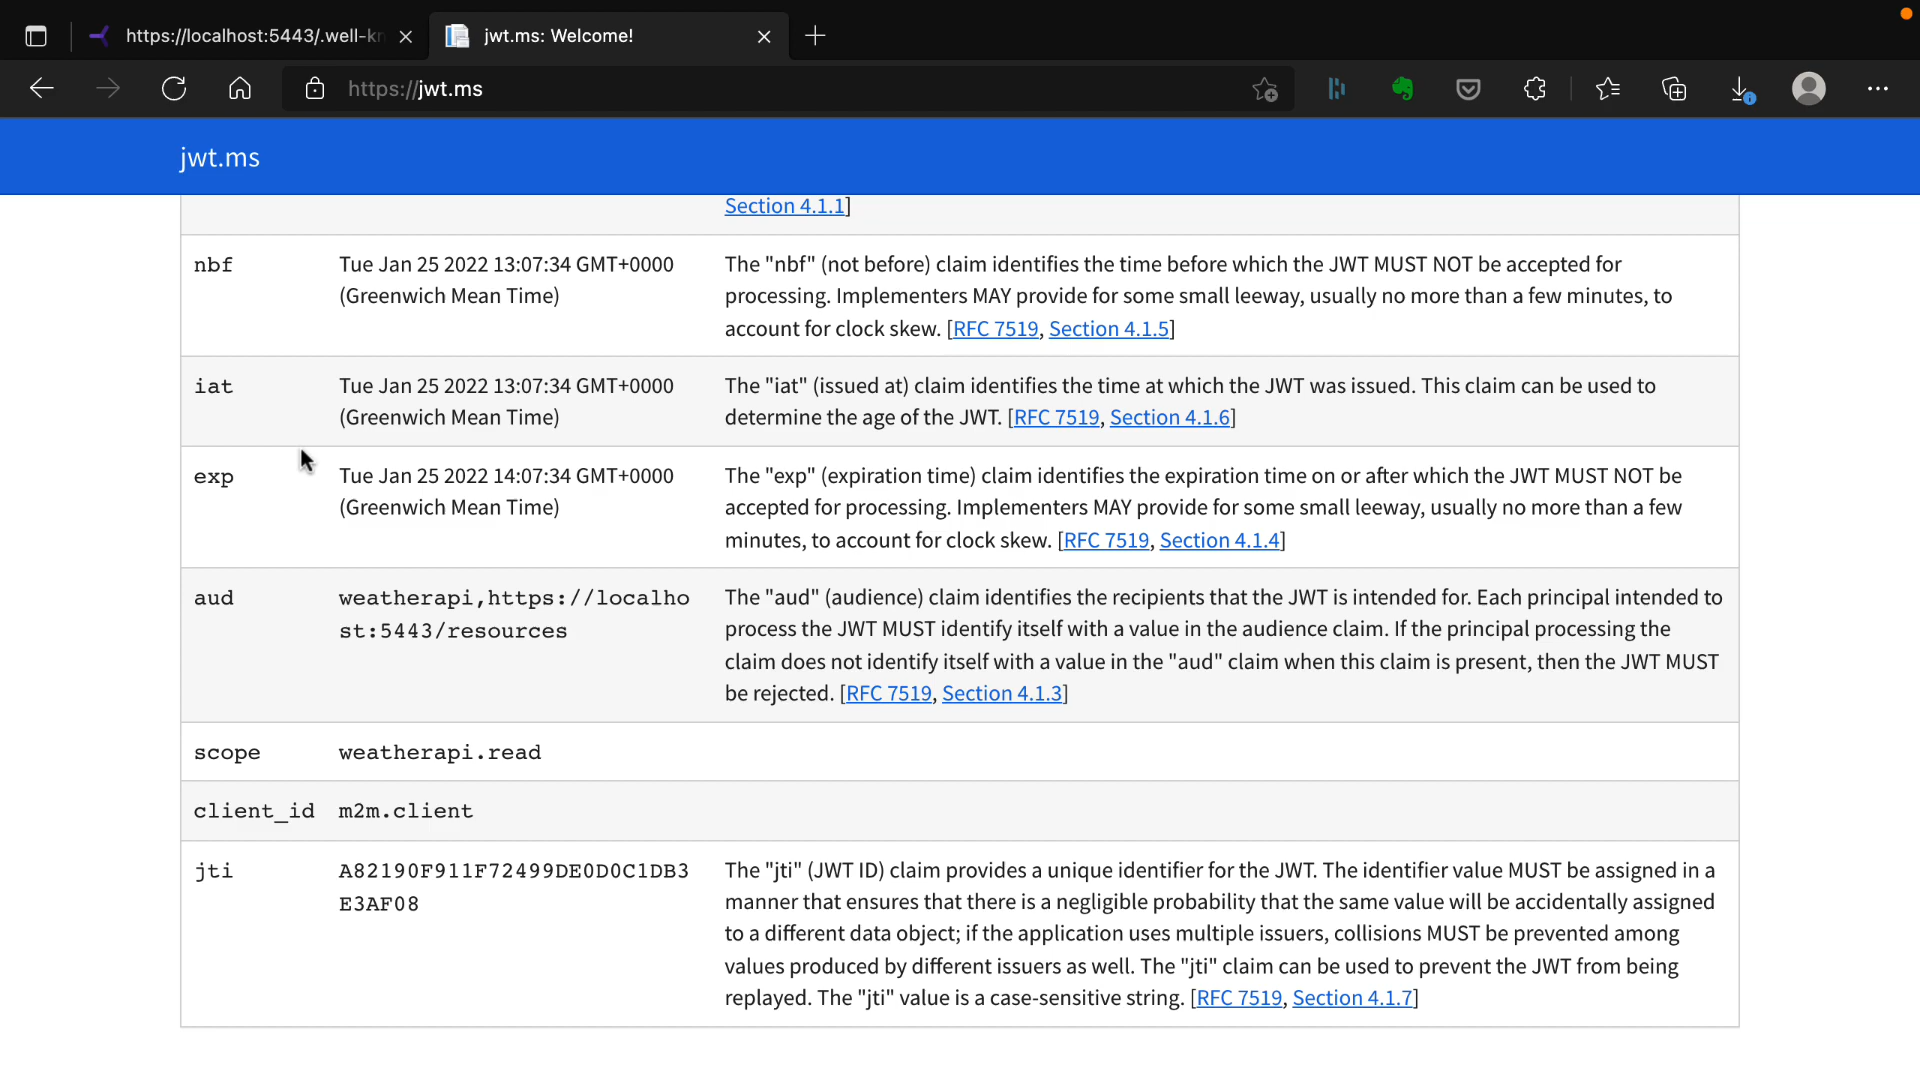 https://localhost:5443/.well-kn
jwt.ms: Welcome!
https://jwt.ms
jwt.ms
Section 4.1.1]
nbf
Tue Jan 25 2022 13:07:34 GMT+0000
(Greenwich Mean Time)
The "nbf" (not before) claim identifies the time before which the JWT MUST NOT be accepted for
processing. Implementers MAY provide for some small leeway, usually no more than a few minutes, to
account for clock skew. [RFC 7519, Section 4.1.5]
iat
Tue Jan 25 2022 13:07:34 GMT+0000
(Greenwich Mean Time)
The "iat" (issued at) claim identifies the time at which the JWT was issued. This claim can be used to
determine the age of the JWT. [RFC 7519, Section 4.1.6]
exp
Tue Jan 25 2022 14:07:34 GMT+0000
(Greenwich Mean Time)
The "exp" (expiration time) claim identifies the expiration time on or after which the JWT MUST NOT be
accepted for processing. Implementers MAY provide for some small leeway, usually no more than a few
minutes, to account for clock skew. [RFC 7519, Section 4.1.4]
aud
weatherapi,https://localho
st:5443/resources
The "aud" (audience) claim identifies the recipients that the JWT is intended for. Each principal intended to
process the JWT MUST identify itself with a value in the audience claim. If the principal processing the
claim does not identify itself with a value in the "aud" claim when this claim is present, then the JWT MUST
be rejected. [RFC 7519, Section 4.1.3]
scope
weatherapi.read
client_id
m2m.client
jti
A82190F911F72499DE0D0C1DB3
E3AF08
The "jti" (JWT ID) claim provides a unique identifier for the JWT. The identifier value MUST be assigned in a
manner that ensures that there is a negligible probability that the same value will be accidentally assigned
to a different data object; if the application uses multiple issuers, collisions MUST be prevented among
values produced by different issuers as well. The "jti" claim can be used to prevent the JWT from being
replayed. The "jti" value is a case-sensitive string. [RFC 7519, Section 4.1.7]